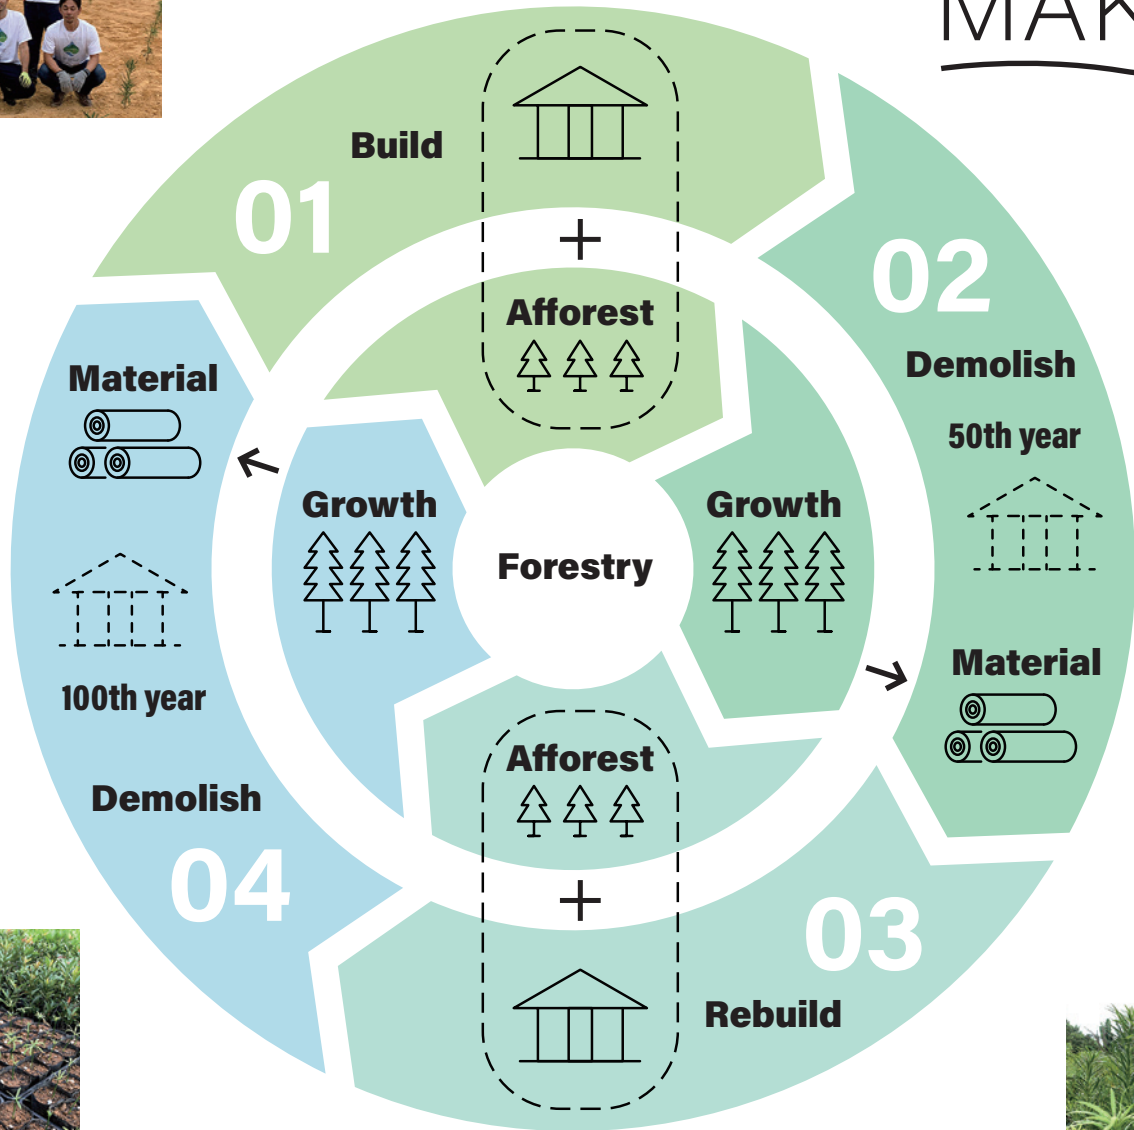 MAK
Build
01
+
Afforest
02
Demolish
50th year
Growth
Material
Afforest
+
03
Rebuild
Material
Growth
100th year
Demolish
04
Forestry